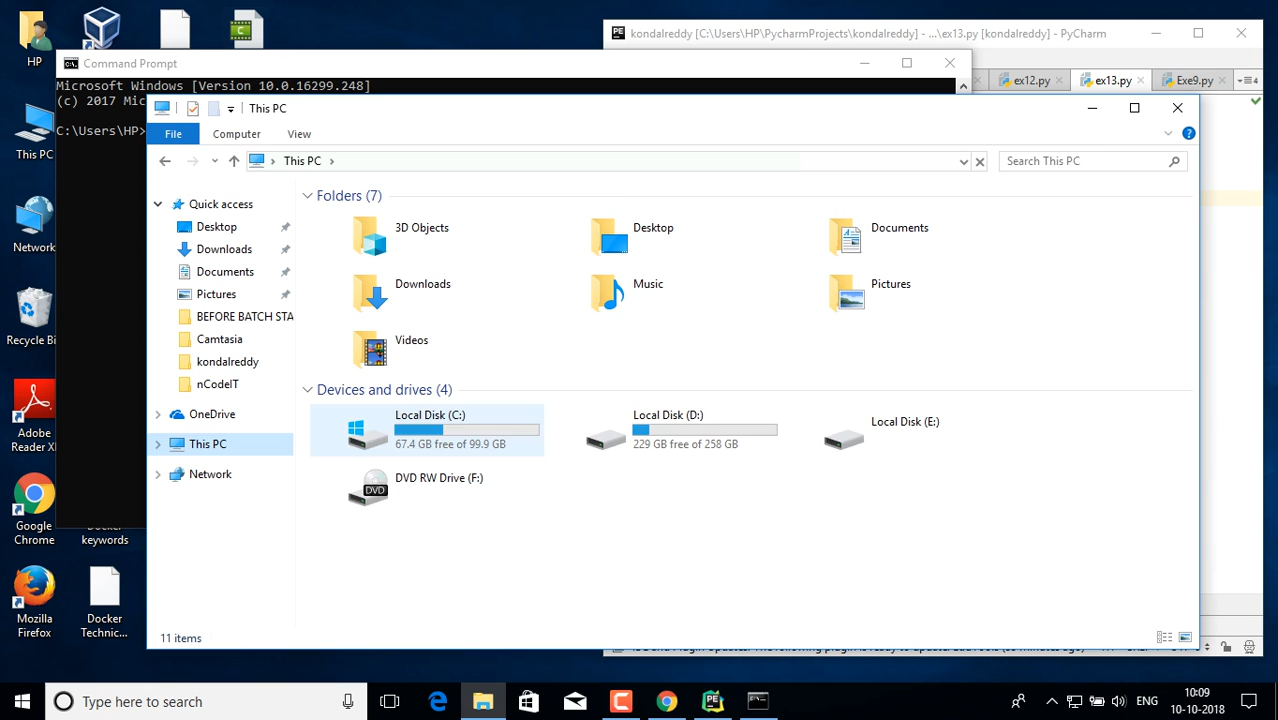 HP
This PC
Network
Recycle Bi
Adobe
Reader X
Google
Chrome
Docker
keywords
Mozilla
Firefox
Docker
Technic...
kondalreddy [C:\Users\HP\PycharmProjects\kondalreddy] - ...\ex13.py [kondalreddy] - PyCharm
ex12.py
ex13.py
Exe9.py
4
Command Prompt
Microsoft Windows [Version 10.0.16299.248]
(c) 2017 Mic
C:\Users\HP>
This PC
File
Computer
View
This PC
Search This PC
Quick access
Desktop
Downloads
Documents
Pictures
BEFORE BATCH STA
Camtasia
kondalreddy
nCodeIT
OneDrive
This PC
Network
Folders (7)
3D Objects
Desktop
Documents
Downloads
Music
Pictures
Videos
Devices and drives (4)
Local Disk (C:)
67.4 GB free of 99.9 GB
Local Disk (D:)
229 GB free of 258 GB
Local Disk (E:)
DVD
DVD RW Drive (F:)
11 items
Type here to search
ENG
10:09
10-10-2018